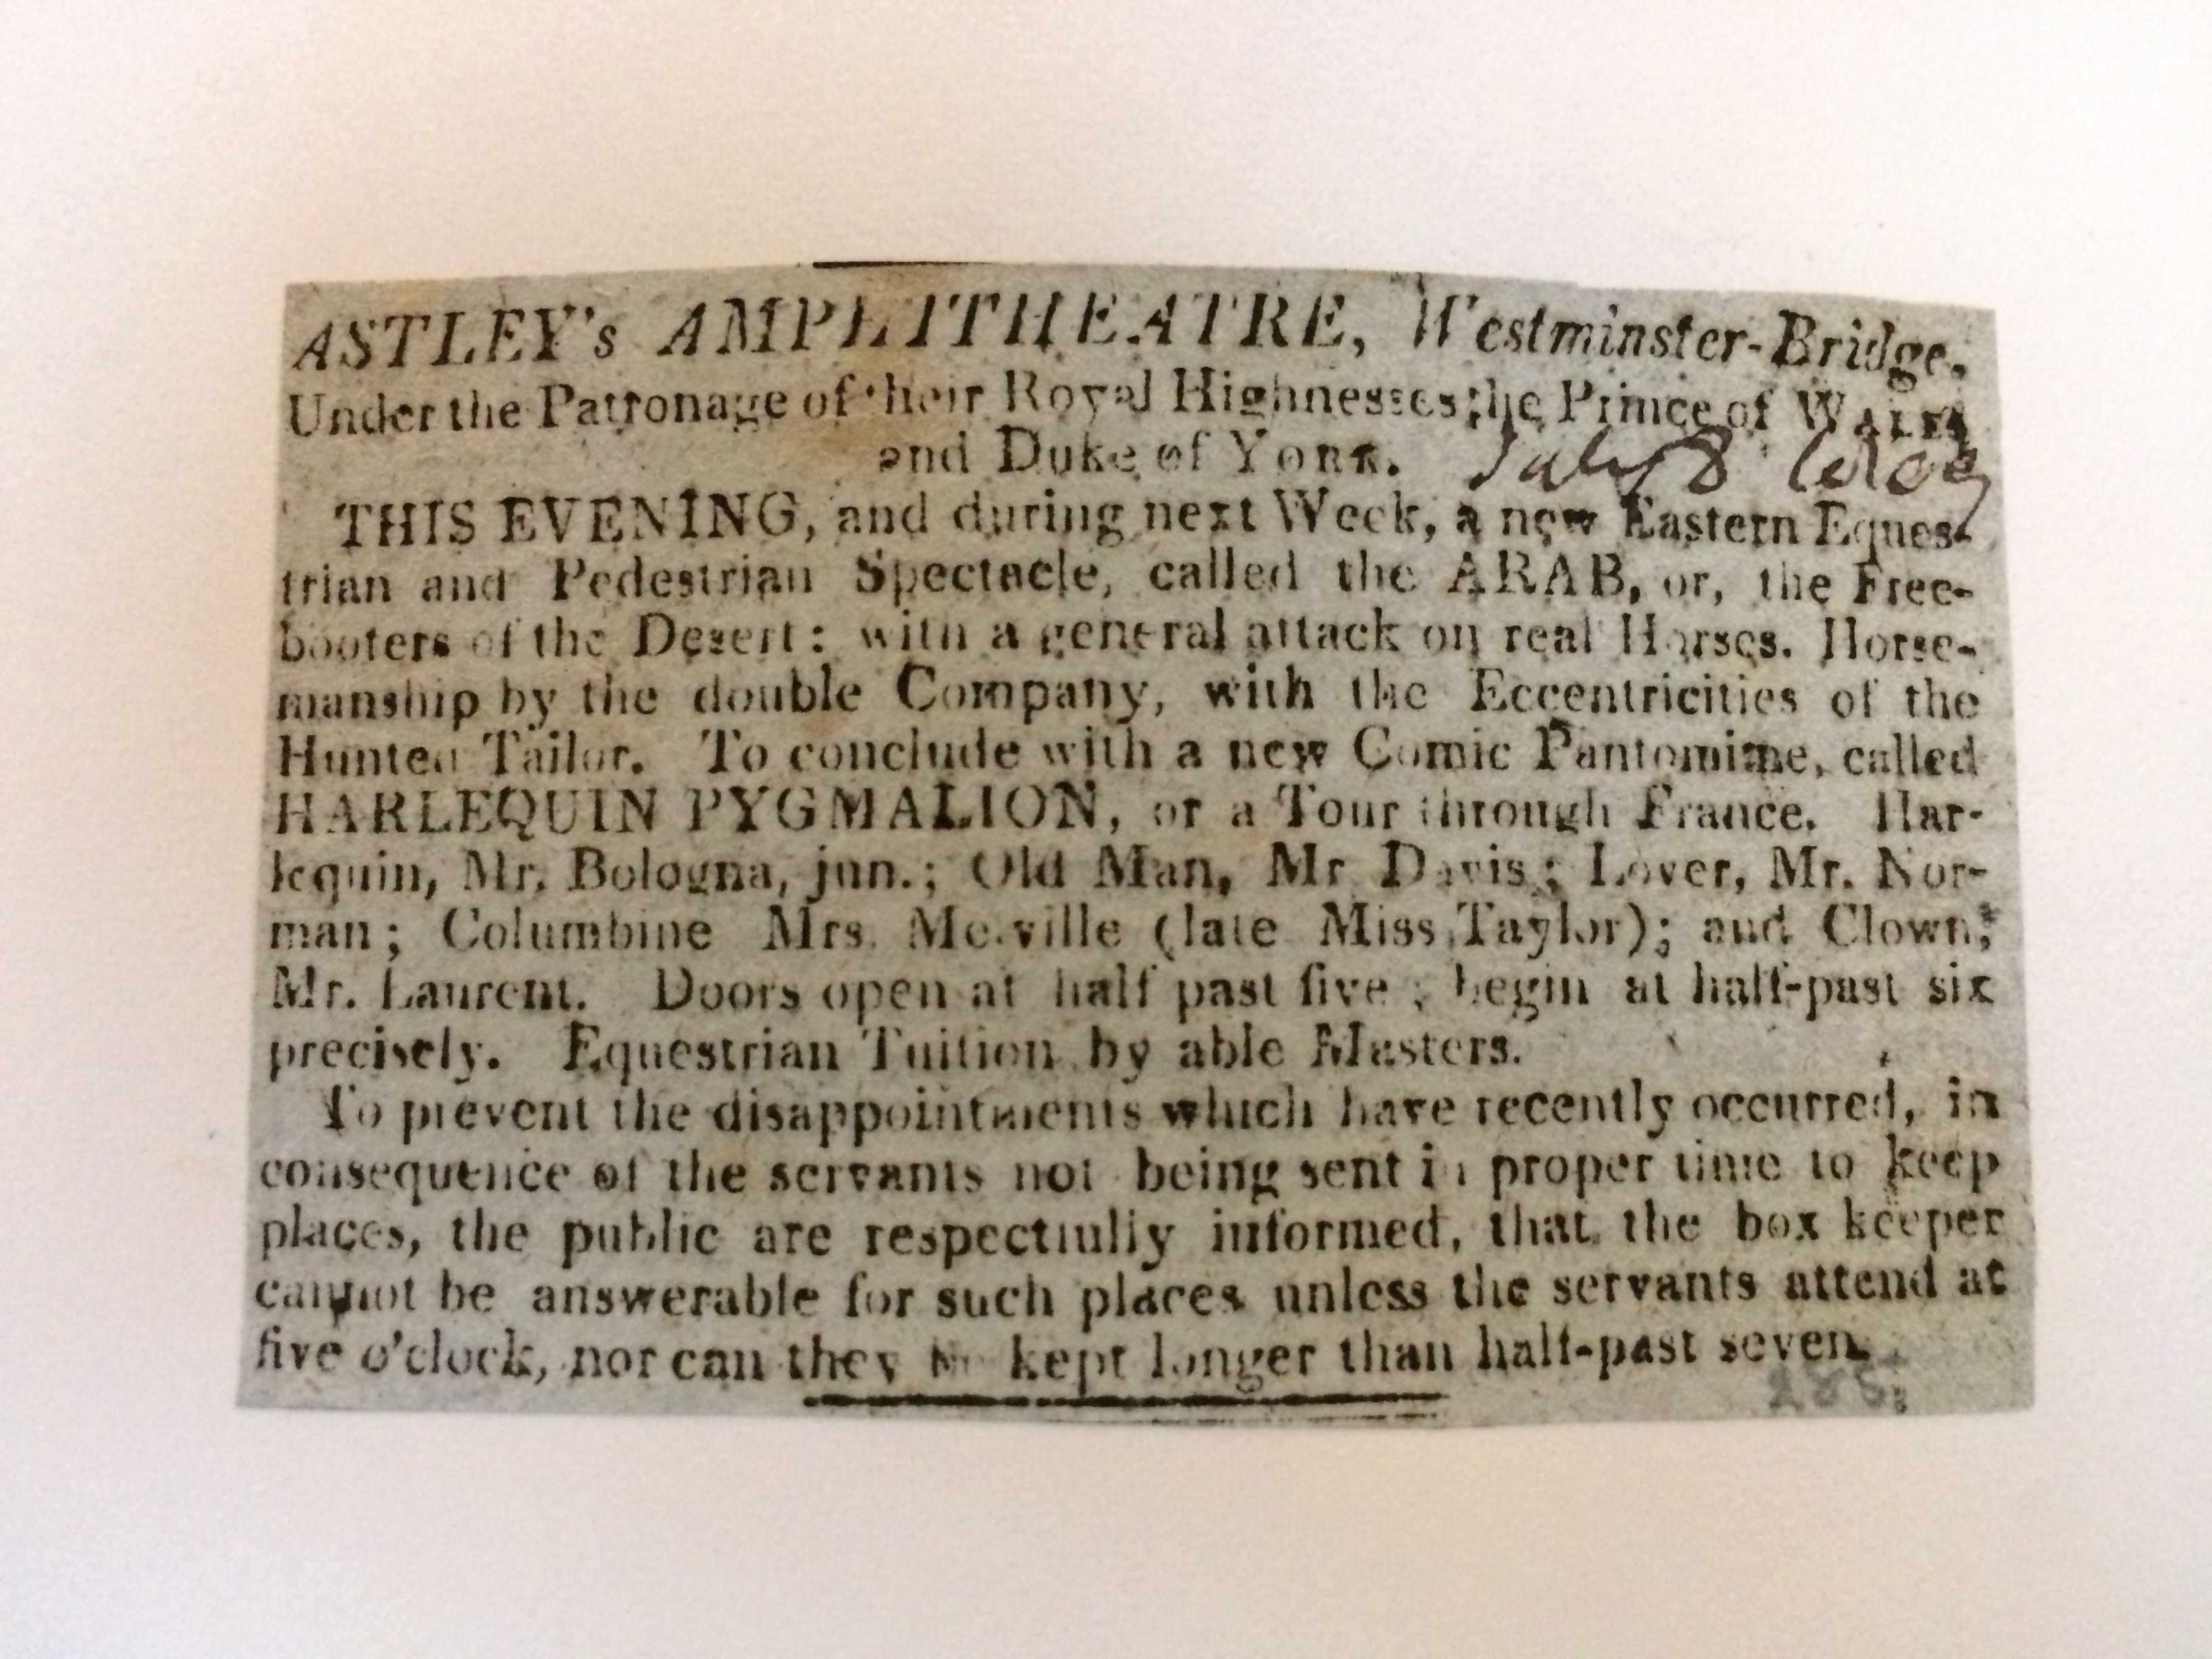 ASTLEY's AMPHITHEATRE, Westminster-Bridge,
Under the Patronage of their Royal Highnesses the Prince of WALES
and Duke of YORK.
July 8
THIS EVENING, and during next Week, a new Eastern Eques-
trian and Pedestrian Spectacle, called the ARAB, or, the Free-
booters of the Desert: with a general attack on real Horses. Horse-
manship by the double Company, with the Eccentricities of the
Hunted Tailor. To conclude with a new Comic Pantomime, called
HARLEQUIN PYGMALION, or a Tour through France. Har-
lequin, Mr. Bologna, jun.; Old Man, Mr Davis; Lover, Mr. Nor-
man; Columbine Mrs. Melville (late Miss Taylor); and Clown,
Mr. Laurent. Doors open at half past five; begin at half-past six
precisely. Equestrian Tuition by able Masters.
To prevent the disappointments which have recently occurred, in
consequence of the servants not being sent in proper time to keep
places, the public are respectfully informed, that the box keeper
cannot be answerable for such places unless the servants attend at
five o'clock, nor can they be kept longer than half-past seven.